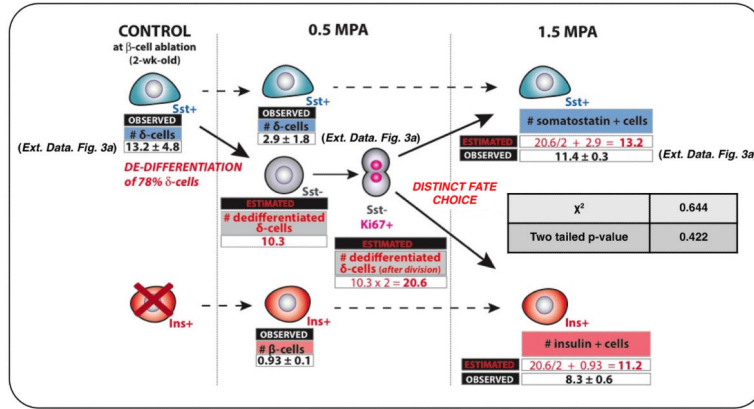 CONTROL
at β-cell ablation
(2-wk-old)
0.5 MPA
1.5 MPA
Sst+
OBSERVED
# δ-cells
13.2 ± 4.8
(Ext. Data. Fig. 3a)
DE-DIFFERENTIATION
of 78% δ-cells
Sst+
OBSERVED
# δ-cells
2.9 ± 1.8
(Ext. Data. Fig. 3a)
Sst+
# somatostatin + cells
ESTIMATED 20.6/2 + 2.9 = 13.2
OBSERVED 11.4 ± 0.3
(Ext. Data. Fig. 3a
Sst-
ESTIMATED
# dedifferentiated
δ-cells
10.3
Sst-
Ki67+
ESTIMATED
# dedifferentiated
δ-cells (after division)
10.3 x 2 = 20.6
DISTINCT FATE
CHOICE
χ² 0.644
Two tailed p-value 0.422
Ins+
Ins+
OBSERVED
# β-cells
0.93 ± 0.1
Ins+
# insulin + cells
ESTIMATED 20.6/2 + 0.93 = 11.2
OBSERVED 8.3 ± 0.6